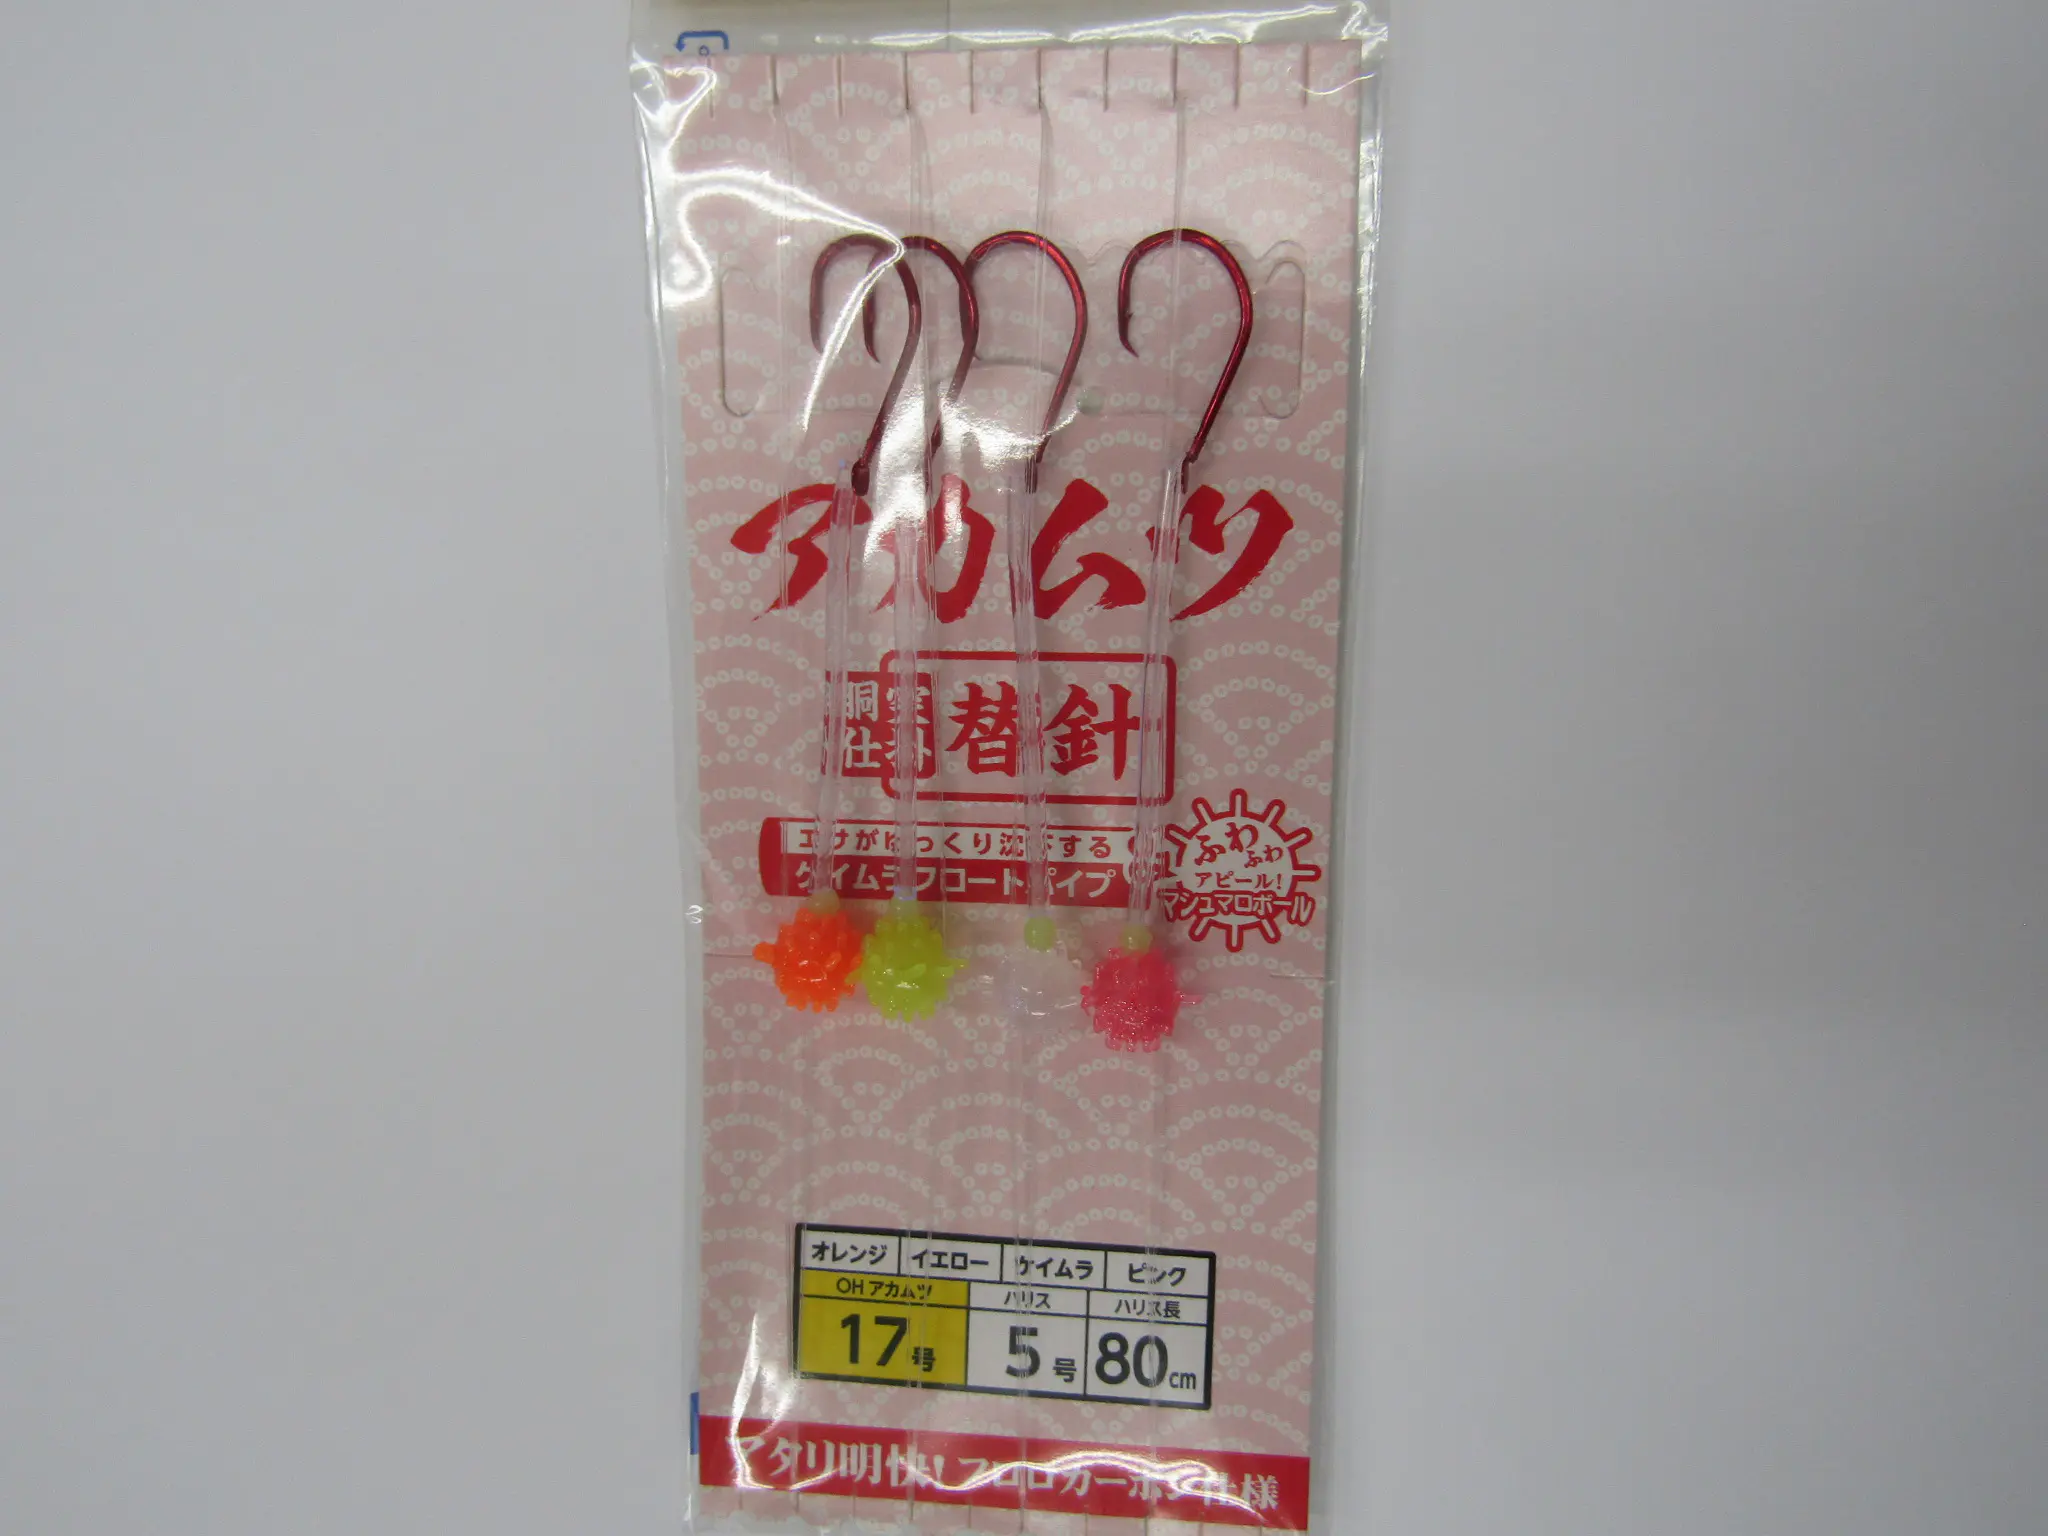 アカムツ
胴突
仕掛
替針
エサがゆっくり沈下する
ケイムラフロートパイプ
ふわ
ふわ
アピール!
マシュマロボール
オレンジ イエロー ケイムラ ピンク
OHアカムツ ハリス ハリス長
17号 5号 80cm
アタリ明快!フロロカーボン仕様